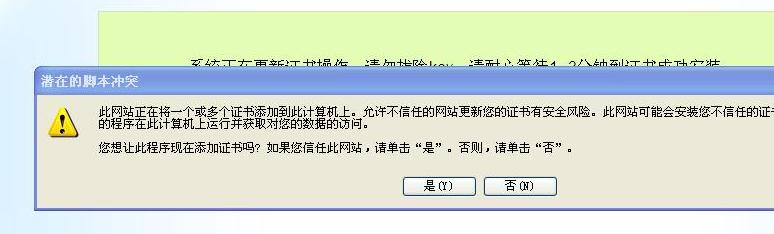 系统正在更新证书操作，请勿拔除key，请耐心等待1-2分钟到证书成功安装
潜在的脚本冲突
此网站正在将一个或多个证书添加到此计算机上。允许不信任的网站更新您的证书有安全风险。此网站可能会安装您不信任的证书
的程序在此计算机上运行并获取对您的数据的访问。
您想让此程序现在添加证书吗? 如果您信任此网站，请单击“是”。否则，请单击“否”。
是(Y)
否(N)